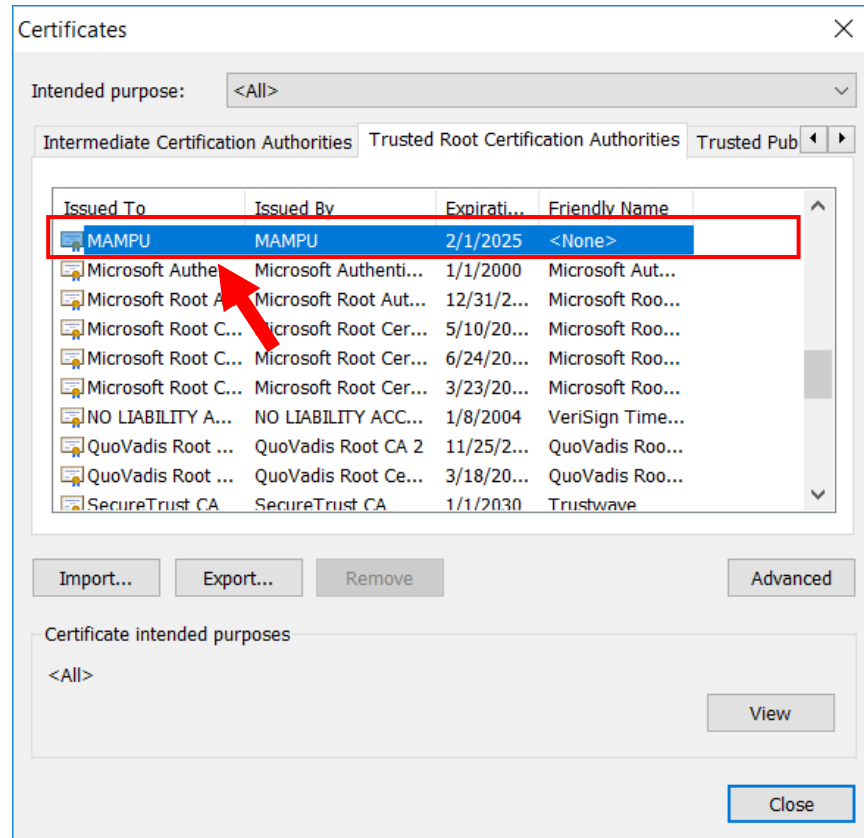 Certificates
Intended purpose: <All>
Intermediate Certification Authorities Trusted Root Certification Authorities Trusted Pub
Issued To Issued By Expirati... Friendly Name
MAMPU MAMPU 2/1/2025 <None>
Microsoft Authe Microsoft Authenti... 1/1/2000 Microsoft Aut...
Microsoft Root A Microsoft Root Aut... 12/31/2... Microsoft Roo...
Microsoft Root C... Microsoft Root Cer... 5/10/20... Microsoft Roo...
Microsoft Root C... Microsoft Root Cer... 6/24/20... Microsoft Roo...
Microsoft Root C... Microsoft Root Cer... 3/23/20... Microsoft Roo...
NO LIABILITY A... NO LIABILITY ACC... 1/8/2004 VeriSign Time...
QuoVadis Root ... QuoVadis Root CA 2 11/25/2... QuoVadis Roo...
QuoVadis Root ... QuoVadis Root Ce... 3/18/20... QuoVadis Roo...
SecureTrust CA SecureTrust CA 1/1/2030 Trustwave
Import... Export... Remove Advanced
Certificate intended purposes
<All>
View
Close